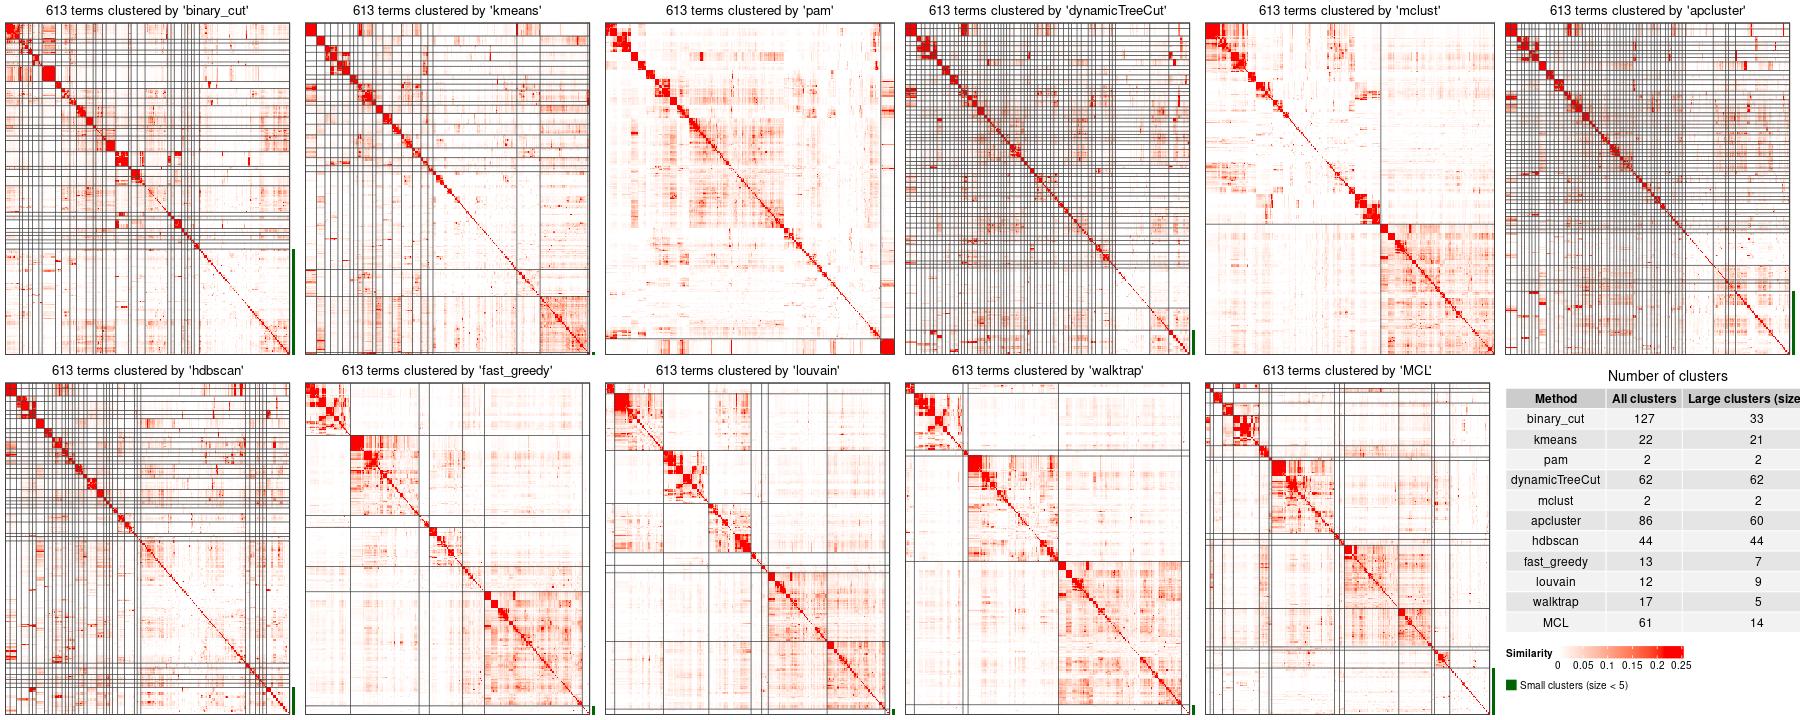 613 terms clustered by 'binary_cut'
613 terms clustered by 'kmeans'
613 terms clustered by 'pam'
613 terms clustered by 'dynamicTreeCut'
613 terms clustered by 'mclust'
613 terms clustered by 'apcluster'
613 terms clustered by 'hdbscan'
613 terms clustered by 'fast_greedy'
613 terms clustered by 'louvain'
613 terms clustered by 'walktrap'
613 terms clustered by 'MCL'
Number of clusters
Method All clusters Large clusters (size
binary_cut 127 33
kmeans 22 21
pam 2 2
dynamicTreeCut 62 62
mclust 2 2
apcluster 86 60
hdbscan 44 44
fast_greedy 13 7
louvain 12 9
walktrap 17 5
MCL 61 14
Similarity
0 0.05 0.1 0.15 0.2 0.25
Small clusters (size < 5)